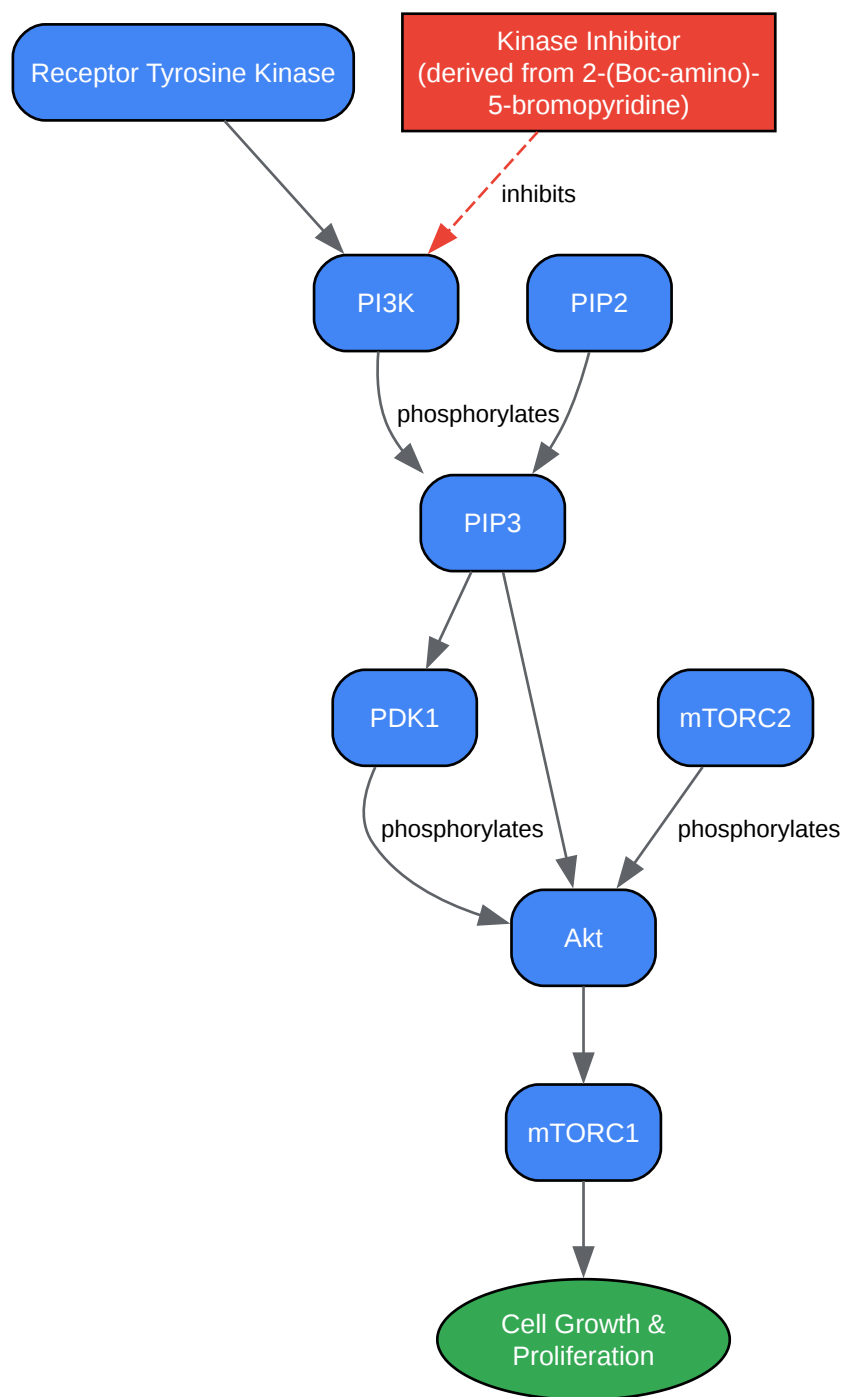 Receptor Tyrosine Kinase
Kinase Inhibitor
(derived from 2-(Boc-amino)-
5-bromopyridine)
inhibits
PI3K
PIP2
phosphorylates
PIP3
PDK1
mTORC2
phosphorylates
phosphorylates
Akt
mTORC1
Cell Growth &
Proliferation